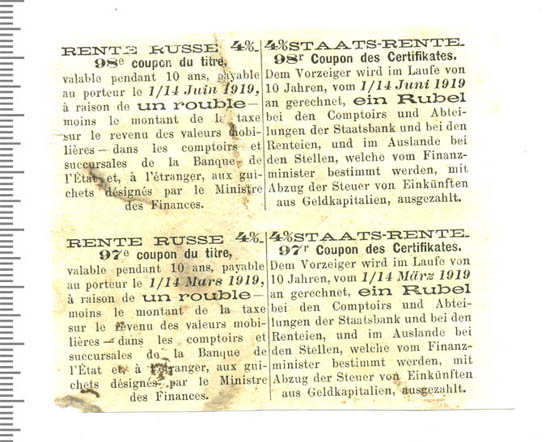 RENTE RUSSE 4%.
98e coupon du titre,
valable pendant 10 ans, payable
au porteur le 1/14 Juin 1919,
à raison de un rouble—
moins le montant de la taxe
sur le revenu des valeurs mobi-
lières — dans les comptoirs et
succursales de la Banque de
l'État et, à l'étranger, aux gui-
chets désignés par le Ministre
des Finances.
4% STAATS-RENTE.
98r Coupon des Certifikates.
Dem Vorzeiger wird im Laufe von
10 Jahren, vom 1/14 Juni 1919
an gerechnet, ein Rubel
bei den Comptoirs und Abtei-
lungen der Staatsbank und bei den
Renteien, und im Auslande bei
den Stellen, welche vom Finanz-
minister bestimmt werden, mit
Abzug der Steuer von Einkünften
aus Geldkapitalien, ausgezahlt.
RENTE RUSSE 4%.
97e coupon du titre,
valable pendant 10 ans, payable
au porteur le 1/14 Mars 1919,
à raison de un rouble—
moins le montant de la taxe
sur le revenu des valeurs mobi-
lières — dans les comptoirs et
succursales de la Banque de
l'État et, à l'étranger, aux gui-
chets désignés par le Ministre
des Finances.
4% STAATS-RENTE.
97r Coupon des Certifikates.
Dem Vorzeiger wird im Laufe von
10 Jahren, vom 1/14 März 1919
an gerechnet, ein Rubel
bei den Comptoirs und Abtei-
lungen der Staatsbank und bei den
Renteien, und im Auslande bei
den Stellen, welche vom Finanz-
minister bestimmt werden, mit
Abzug der Steuer von Einkünften
aus Geldkapitalien, ausgezahlt.